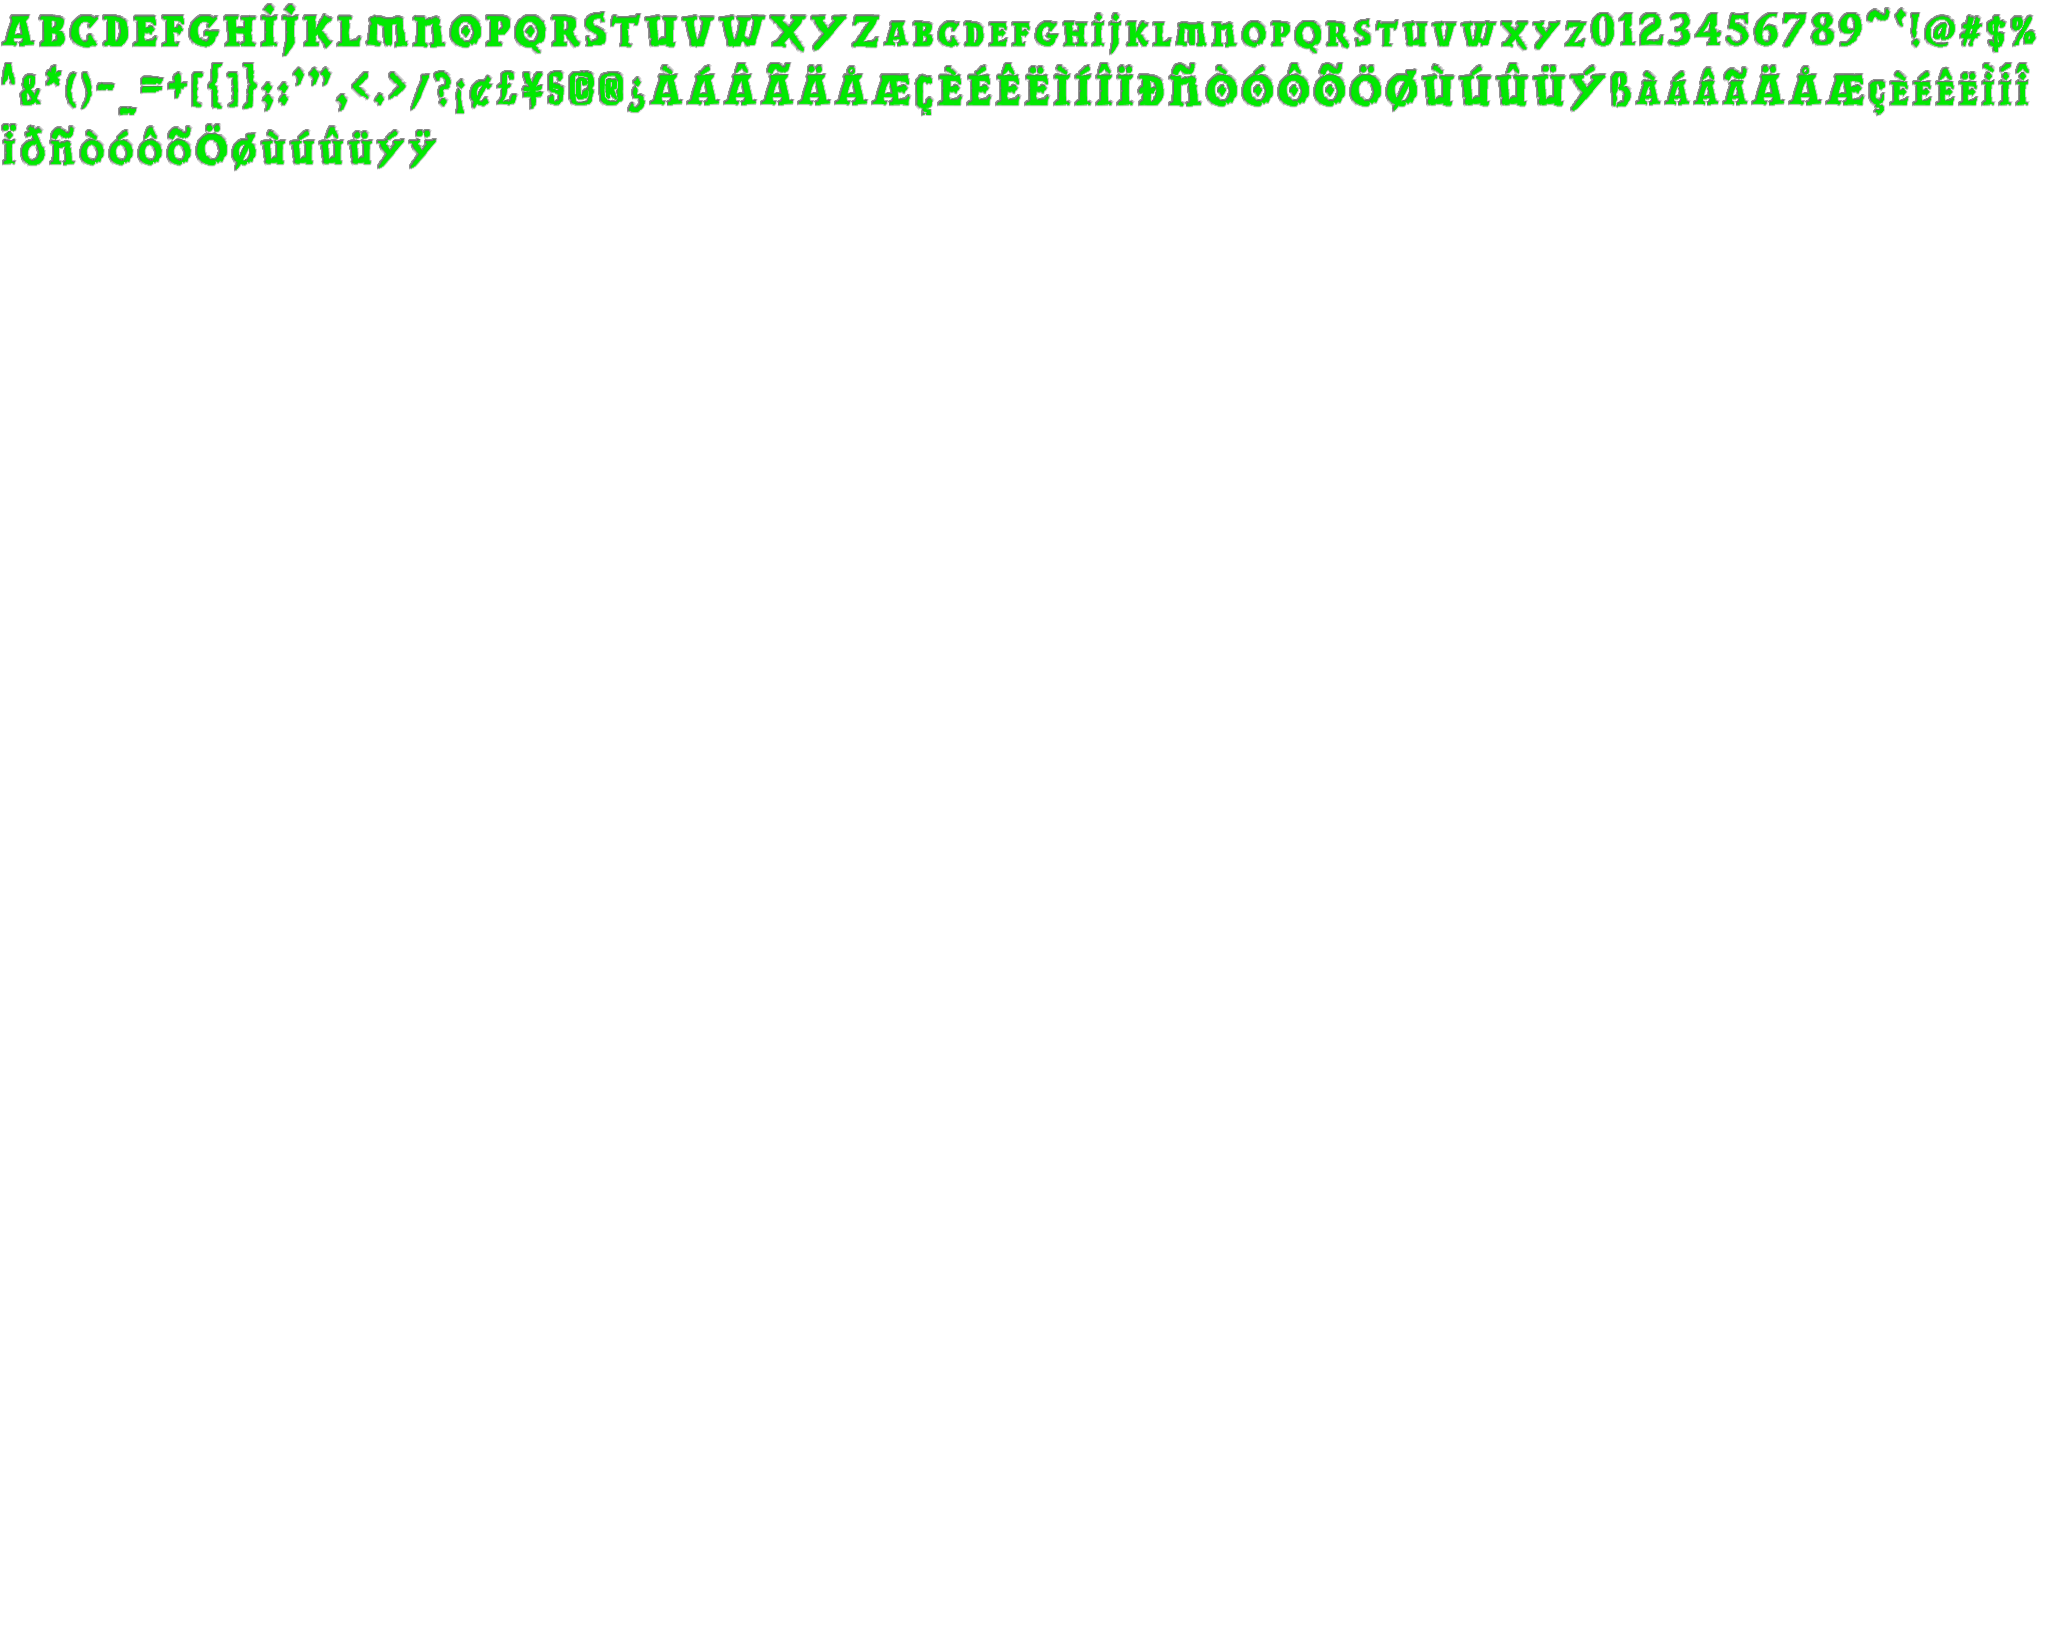 ABCDEFGHIJKLMNOPQRSTUVWXYZABCDEFGHIJKLMNOPQRSTUVWXYZ0123456789~`!@#$%
^&*()-_=+[{]};:'",<.>/?¡¢£¥§©®¿ÀÁÂÃÄÅÆÇÈÉÊËÌÍÎÏÐÑÒÓÔÕÖØÙÚÛÜÝßÀÁÂÃÄÅÆÇÈÉÊËÌÍÎ
ÏðÑÒÓÔÕÖØÙÚÛÜÝŸ